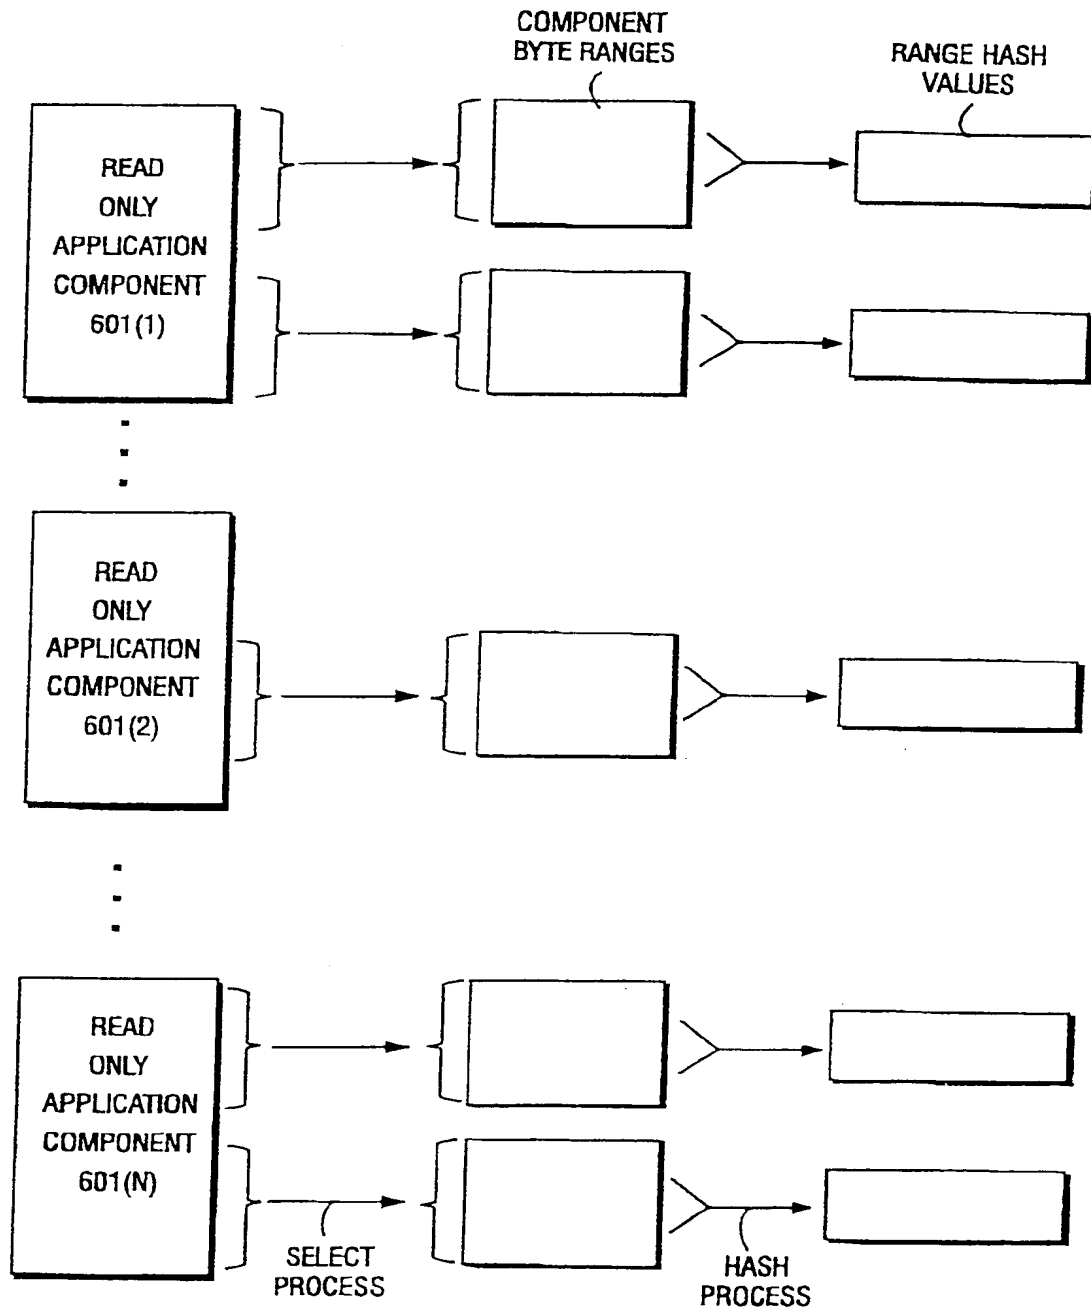 COMPONENT
BYTE RANGES
RANGE HASH
VALUES
READ
ONLY
APPLICATION
COMPONENT
601(1)
READ
ONLY
APPLICATION
COMPONENT
601(2)
READ
ONLY
APPLICATION
COMPONENT
601(N)
SELECT
PROCESS
HASH
PROCESS